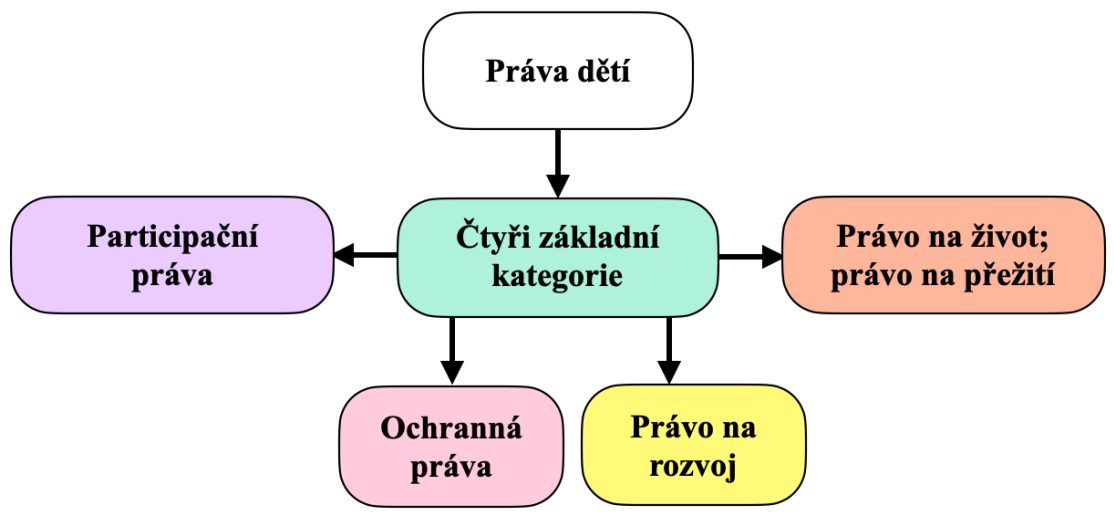 Práva dětí
Participační
práva
Čtyři základní
kategorie
Právo na život;
právo na přežití
Ochranná
práva
Právo na
rozvoj